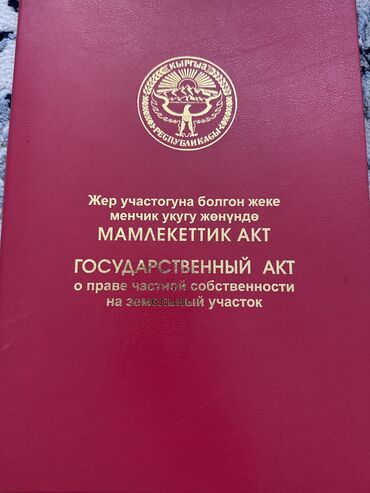 КЫРГЫЗ
РЕСПУБЛИКАСЫ
Жер участогуна болгон жеке
менчик укугу жөнүндө
МАМЛЕКЕТТИК АКТ
ГОСУДАРСТВЕННЫЙ АКТ
о праве частной собственности
на земельный участок